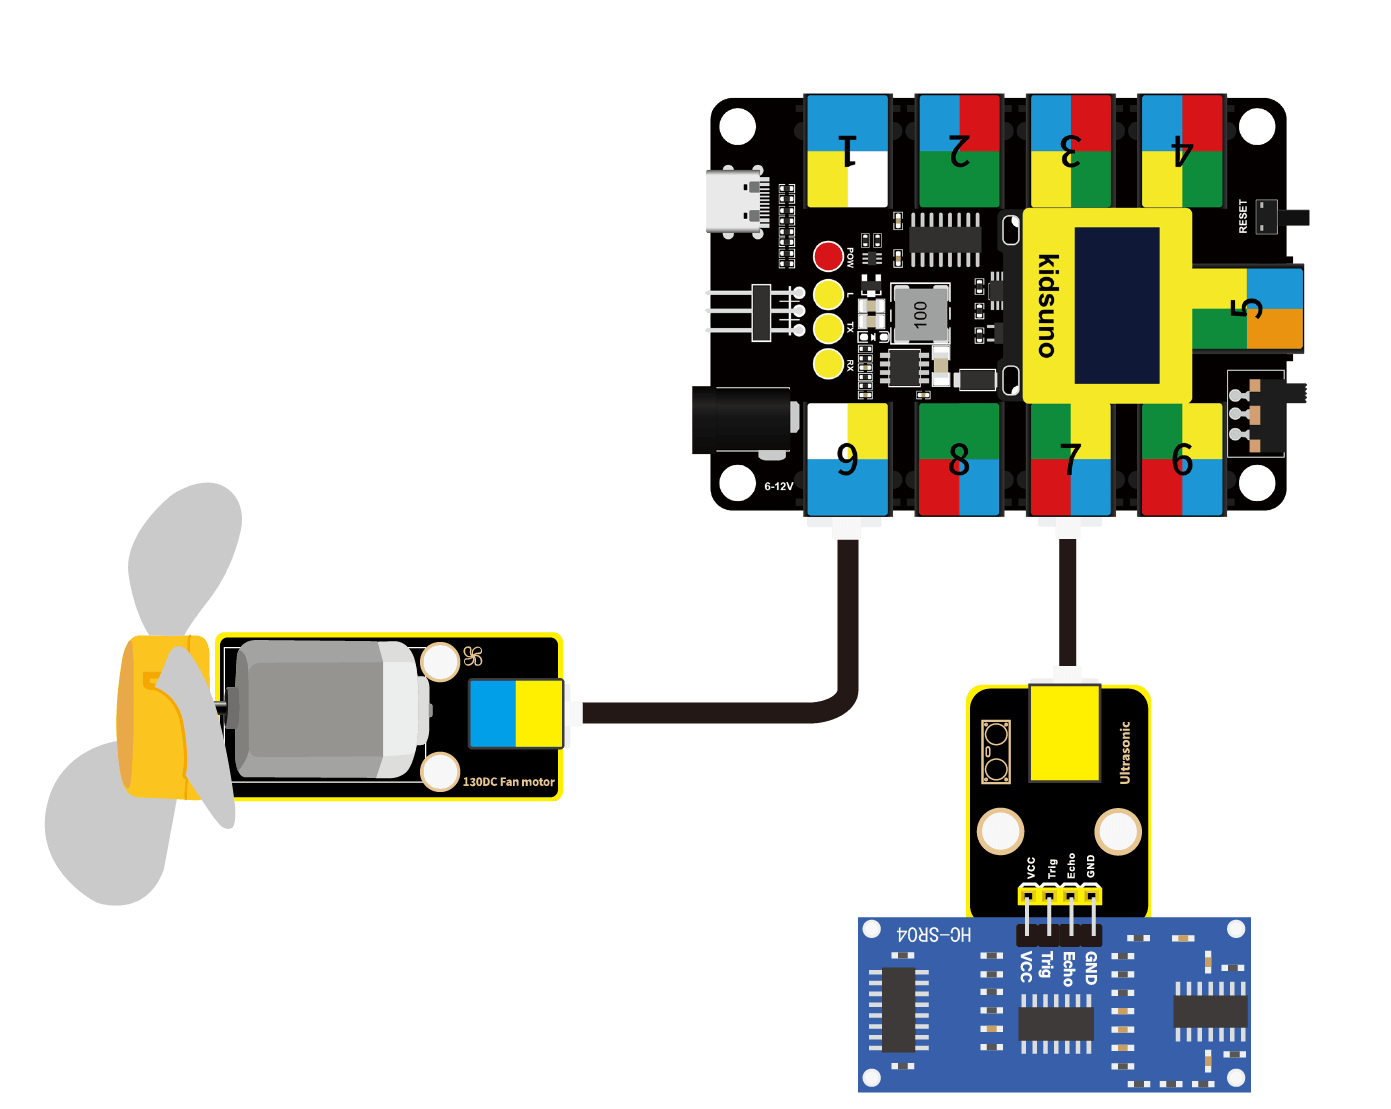 1
2
3
4
RESET
kidsuno
5
POW
L
TX
RX
100
6
8
7
9
6-12V
130DC Fan motor
Ultrasonic
VCC
Trig
Echo
GND
HC-SR04
VCC
Trig
Echo
GND